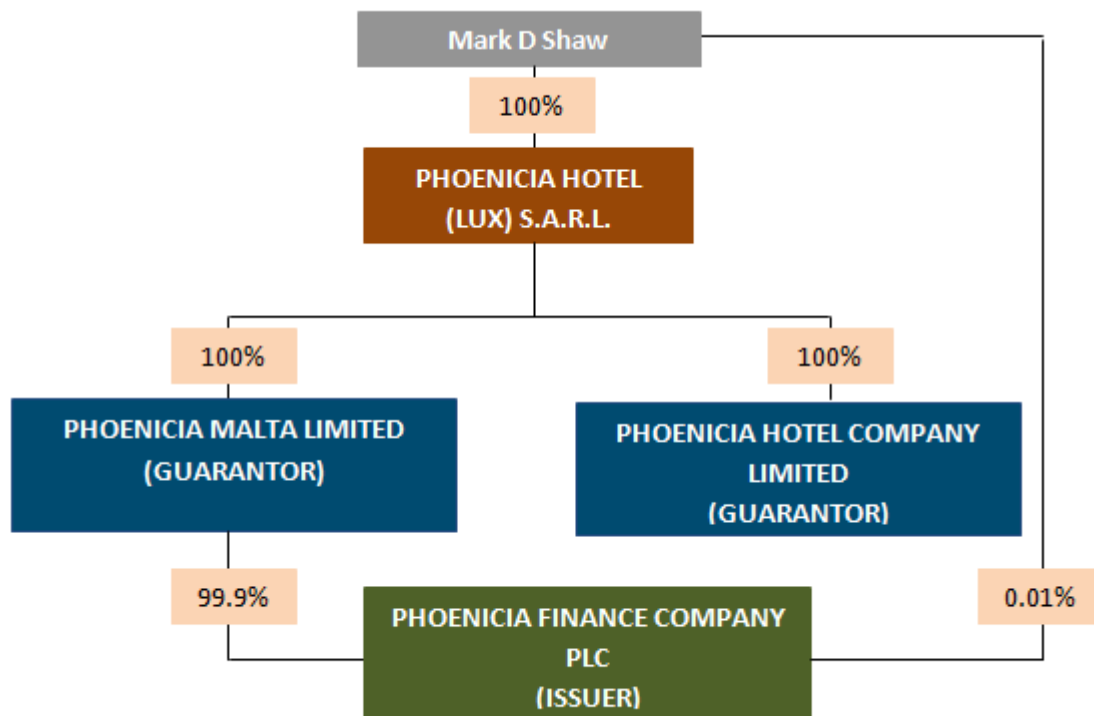 Mark D Shaw
100%
PHOENICIA HOTEL
(LUX) S.A.R.L.
100%
100%
PHOENICIA MALTA LIMITED
(GUARANTOR)
PHOENICIA HOTEL COMPANY
LIMITED
(GUARANTOR)
99.9%
0.01%
PHOENICIA FINANCE COMPANY
PLC
(ISSUER)